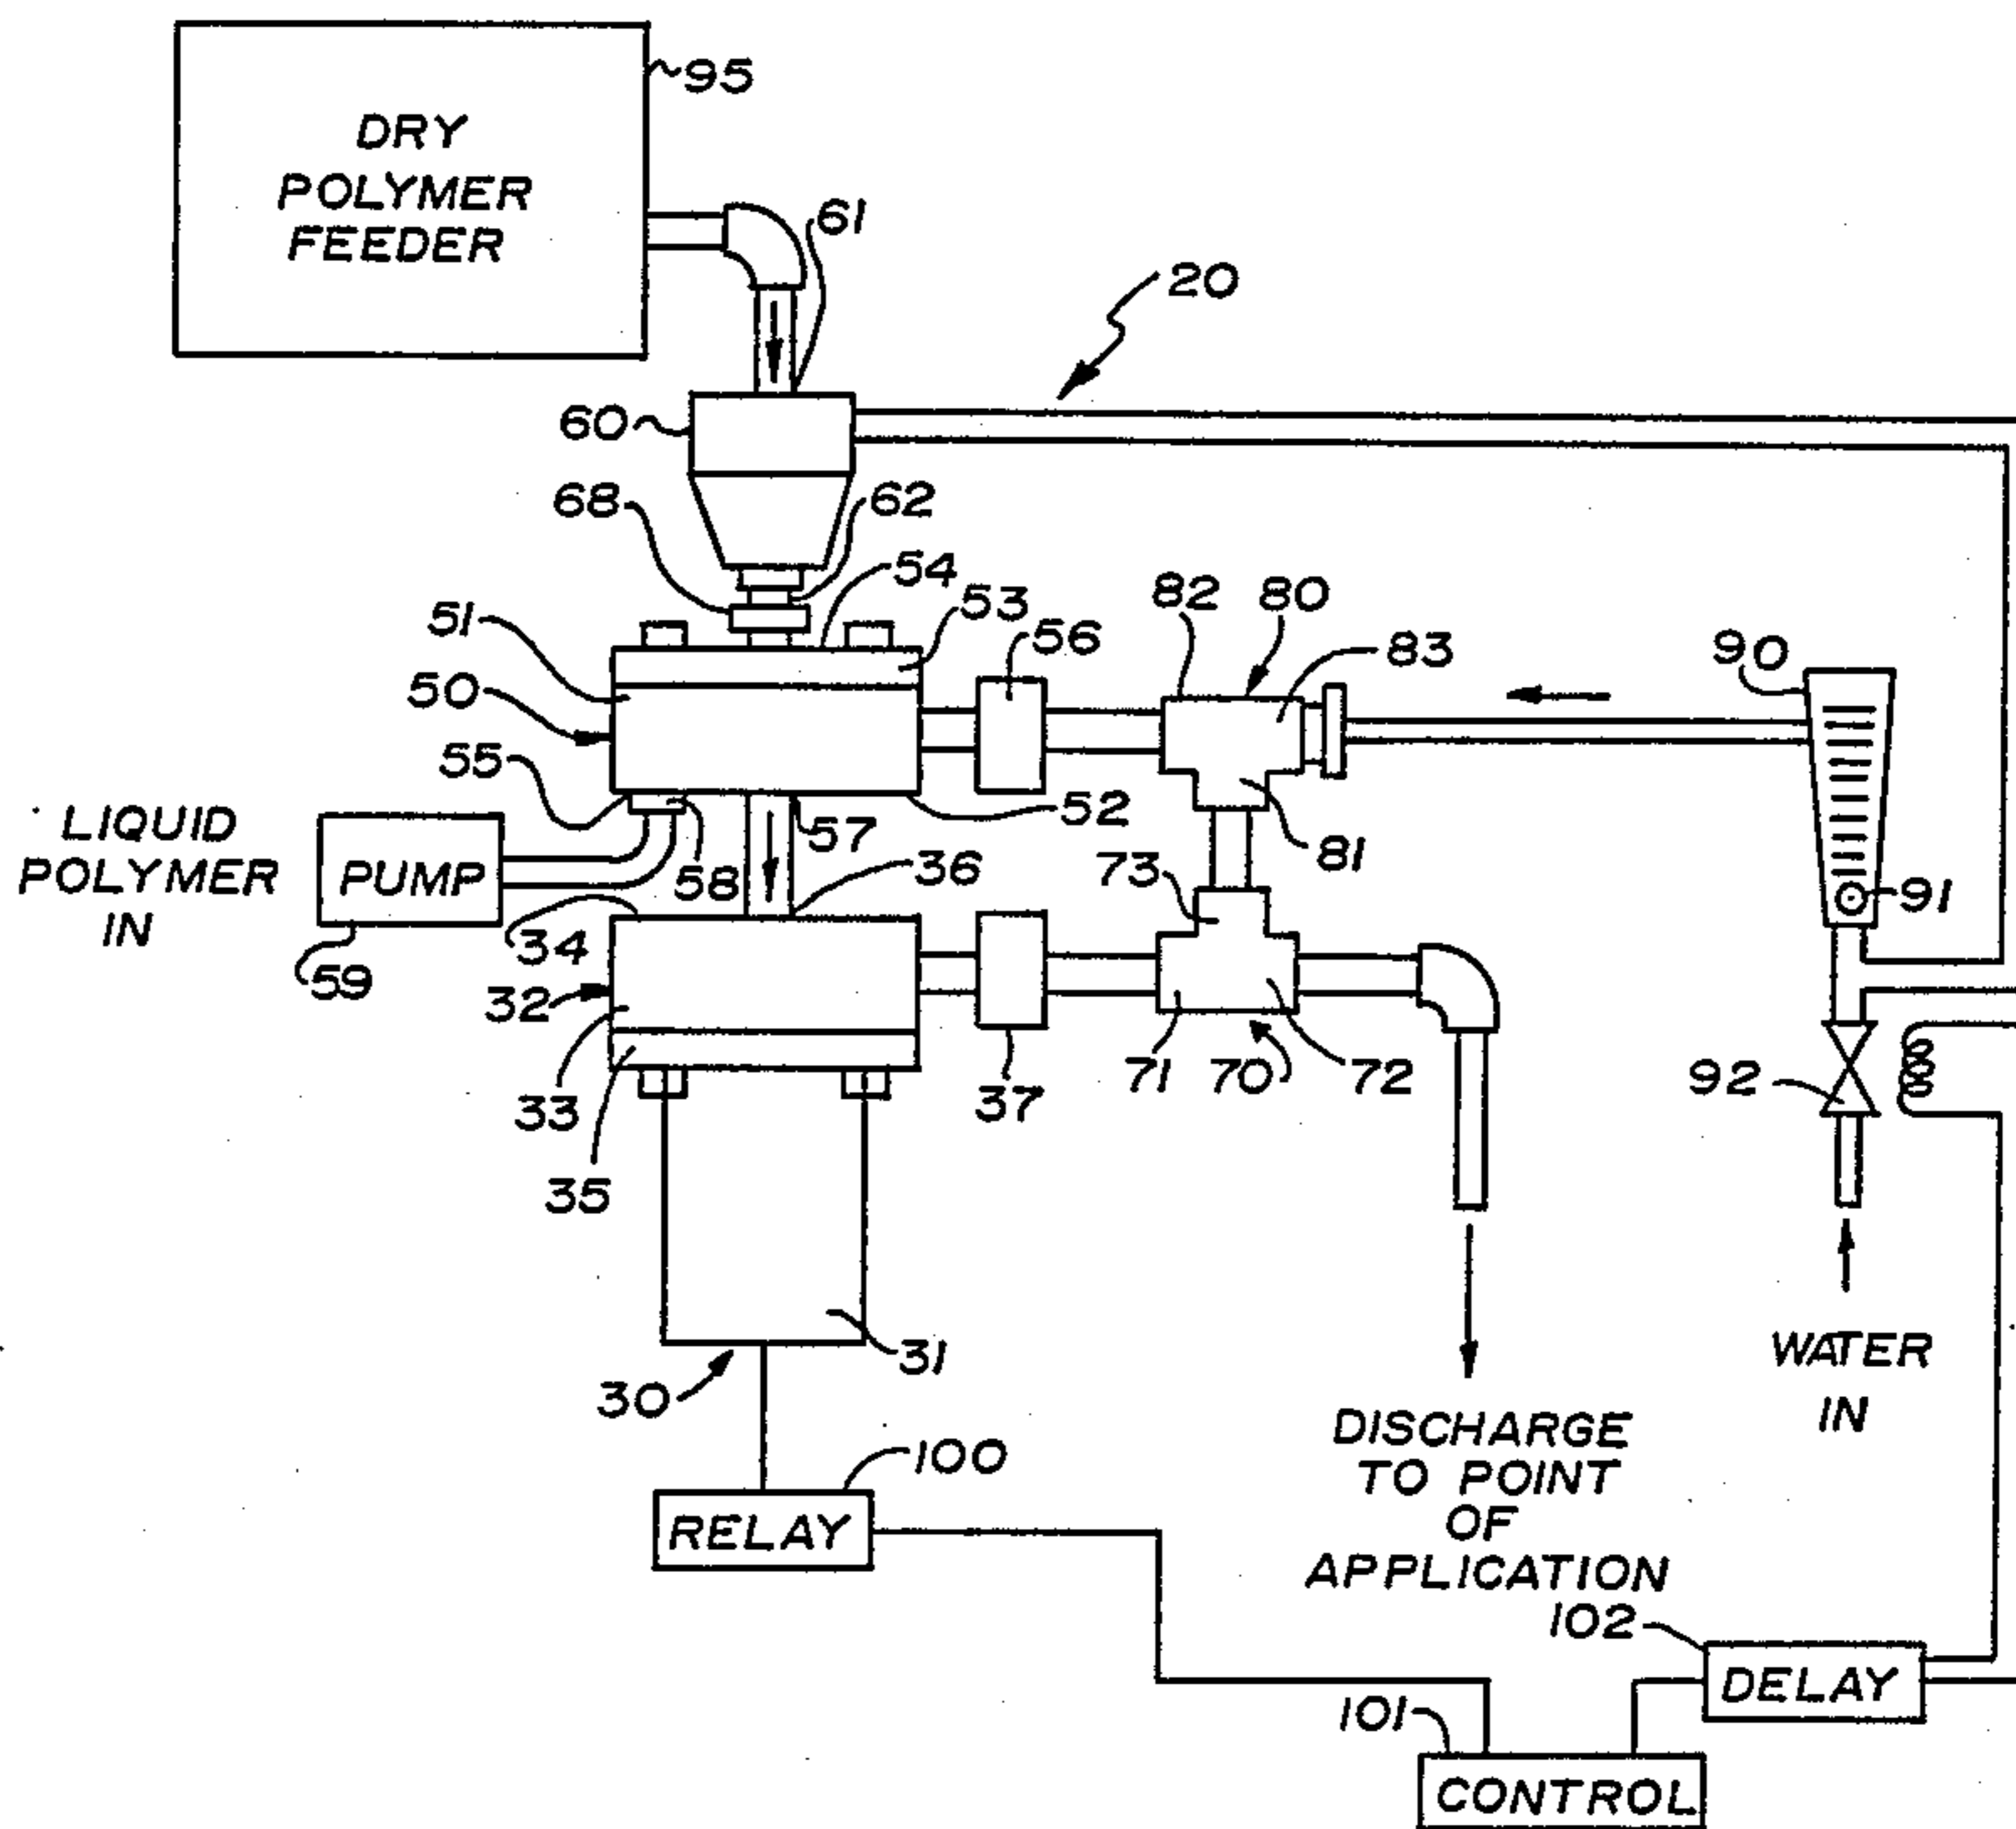 95
DRY
POLYMER
FEEDER
61
20
60
68
62
54
53
51
56
82
80
83
90
50
55
LIQUID
POLYMER
IN
PUMP
58
57
52
36
73
81
91
34
59
32
33
35
37
71
70
72
92
31
30
WATER
IN
DISCHARGE
TO POINT
OF
APPLICATION
100
RELAY
102
DELAY
101
CONTROL